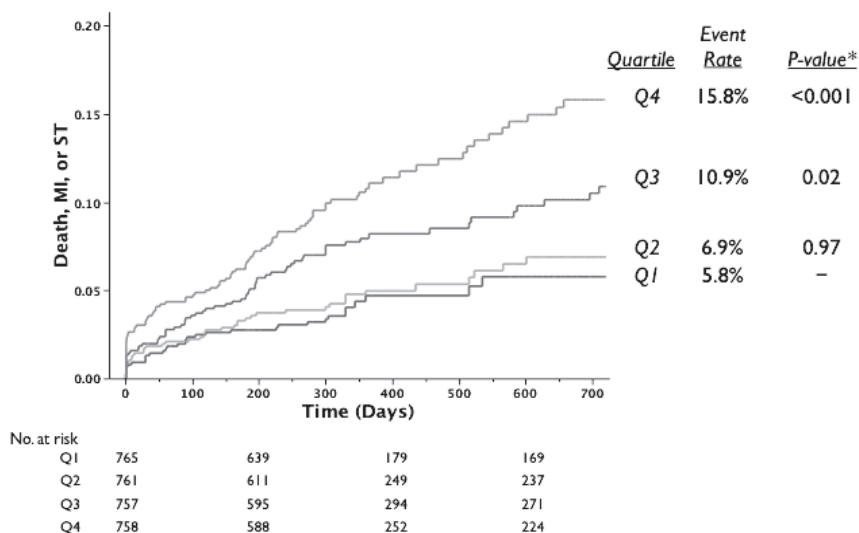 Event
Quartile Rate P-value*
Q4 15.8% <0.001
Q3 10.9% 0.02
Q2 6.9% 0.97
Q1 5.8% –
Death, MI, or ST
0.20
0.15
0.10
0.05
0.00
0 100 200 300 400 500 600 700
Time (Days)
No. at risk
Q1 765 639 179 169
Q2 761 611 249 237
Q3 757 595 294 271
Q4 758 588 252 224